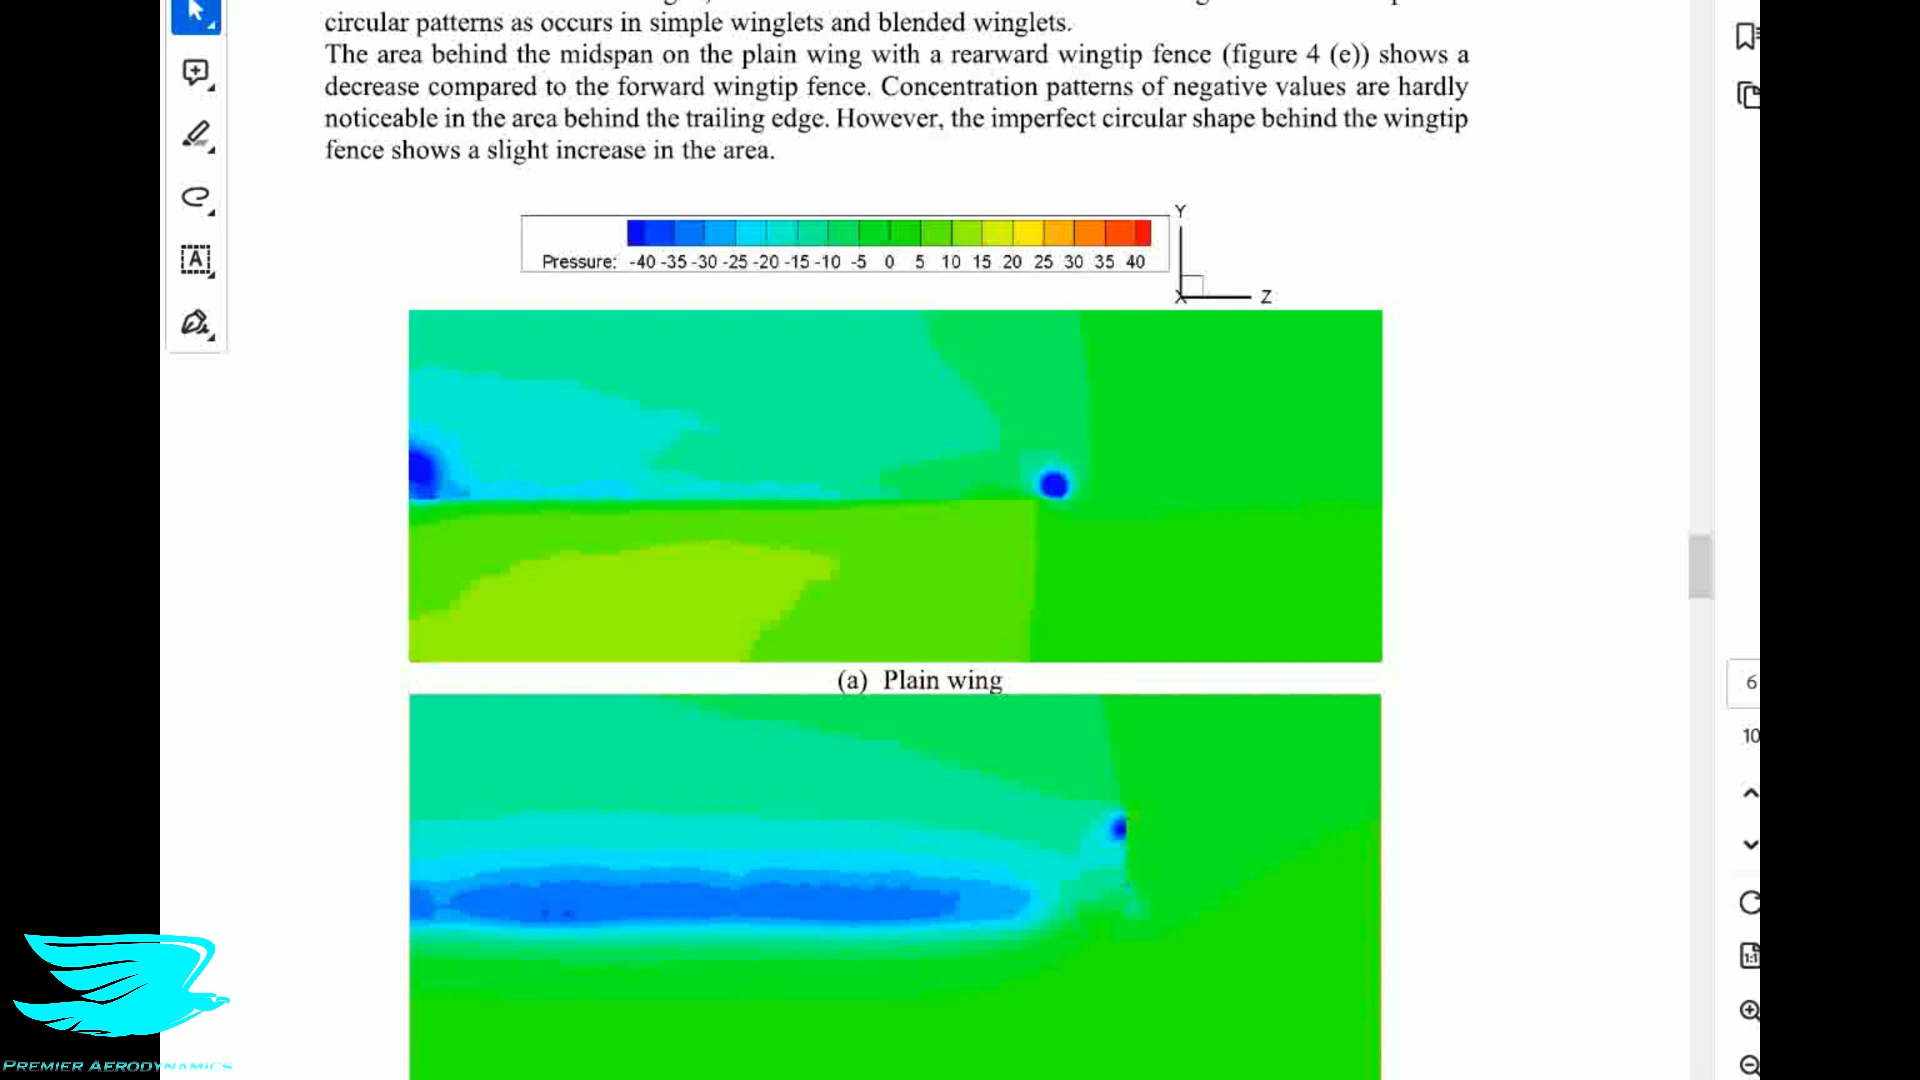 circular patterns as occurs in simple winglets and blended winglets.
The area behind the midspan on the plain wing with a rearward wingtip fence (figure 4 (e)) shows a
decrease compared to the forward wingtip fence. Concentration patterns of negative values are hardly
noticeable in the area behind the trailing edge. However, the imperfect circular shape behind the wingtip
fence shows a slight increase in the area.
Y
Pressure: -40 -35 -30 -25 -20 -15 -10 -5 0 5 10 15 20 25 30 35 40
X Z
(a) Plain wing
6
10
1:1
A
PREMIER AERODYNAMICS